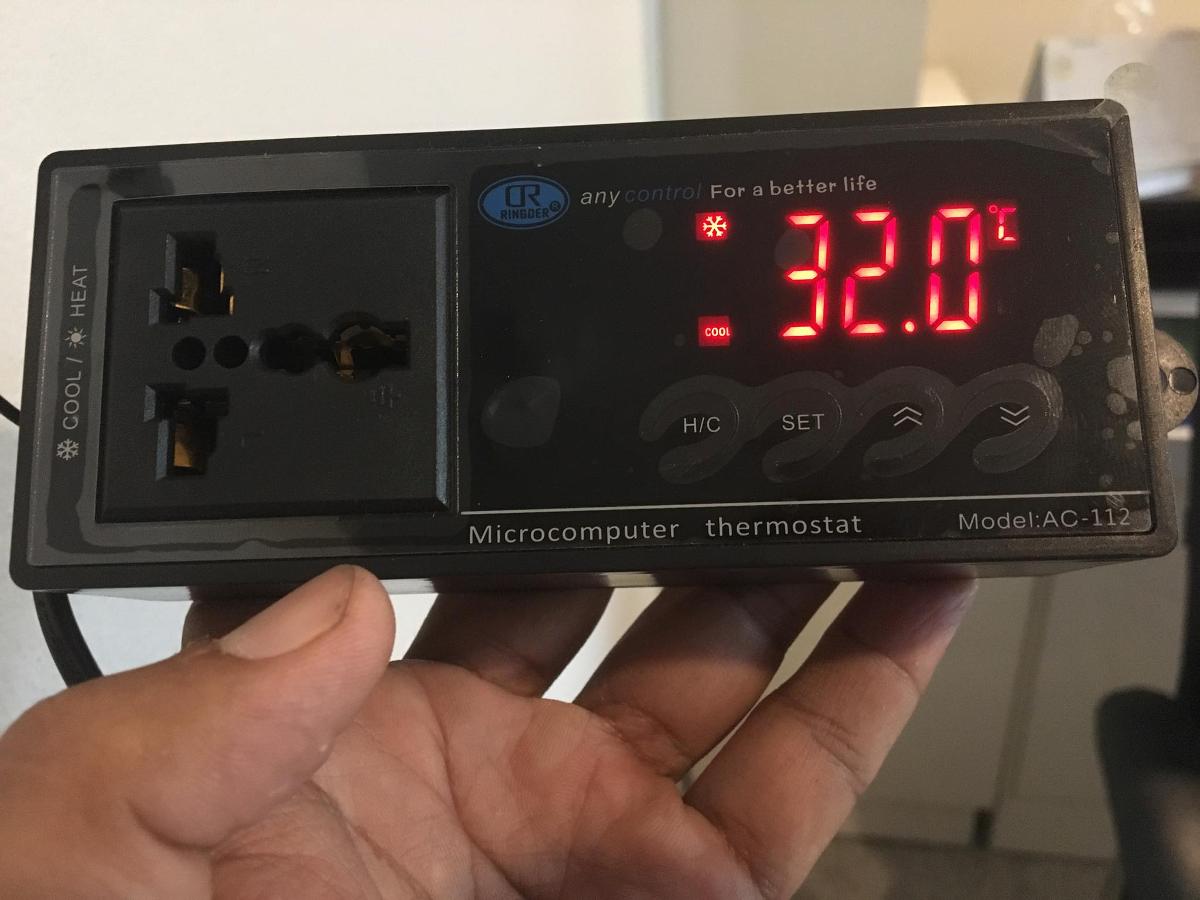 COOL / HEAT
RINGDER®
any control For a better life
32.0 °C
COOL
H/C SET
Microcomputer thermostat
Model:AC-112